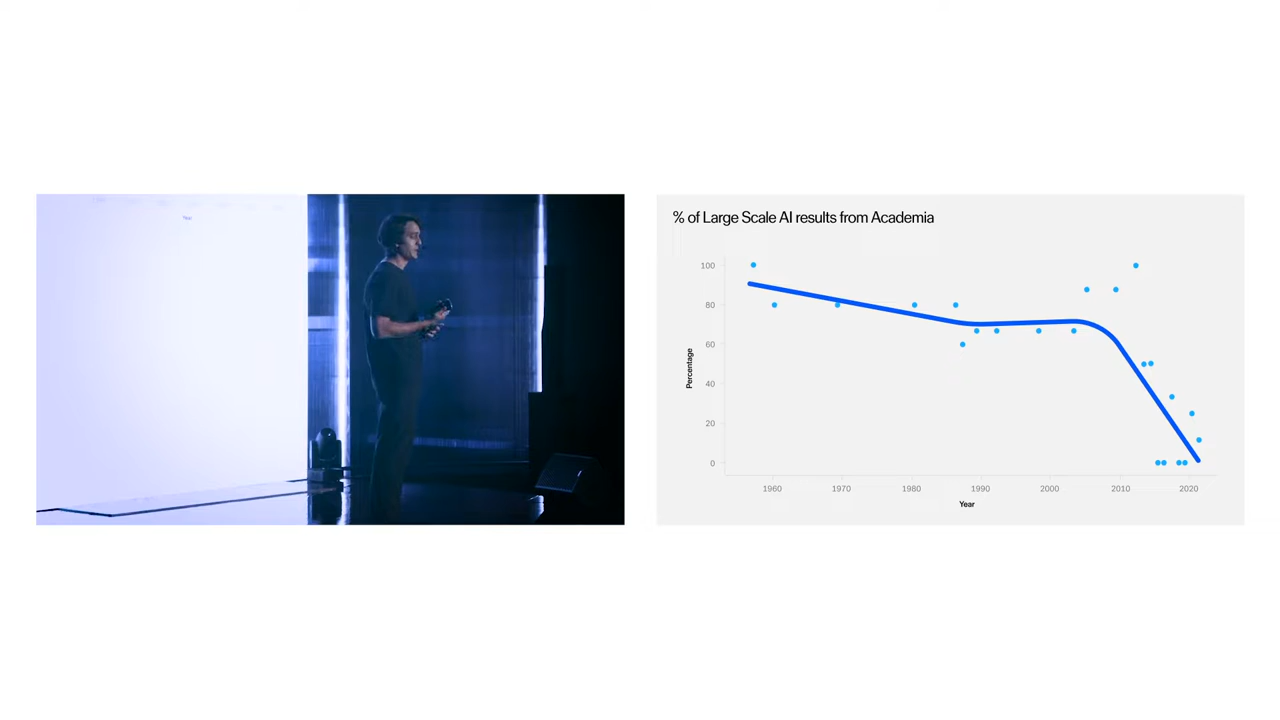 Year
% of Large Scale AI results from Academia
100
80
60
40
20
0
Percentage
1960 1970 1980 1990 2000 2010 2020
Year